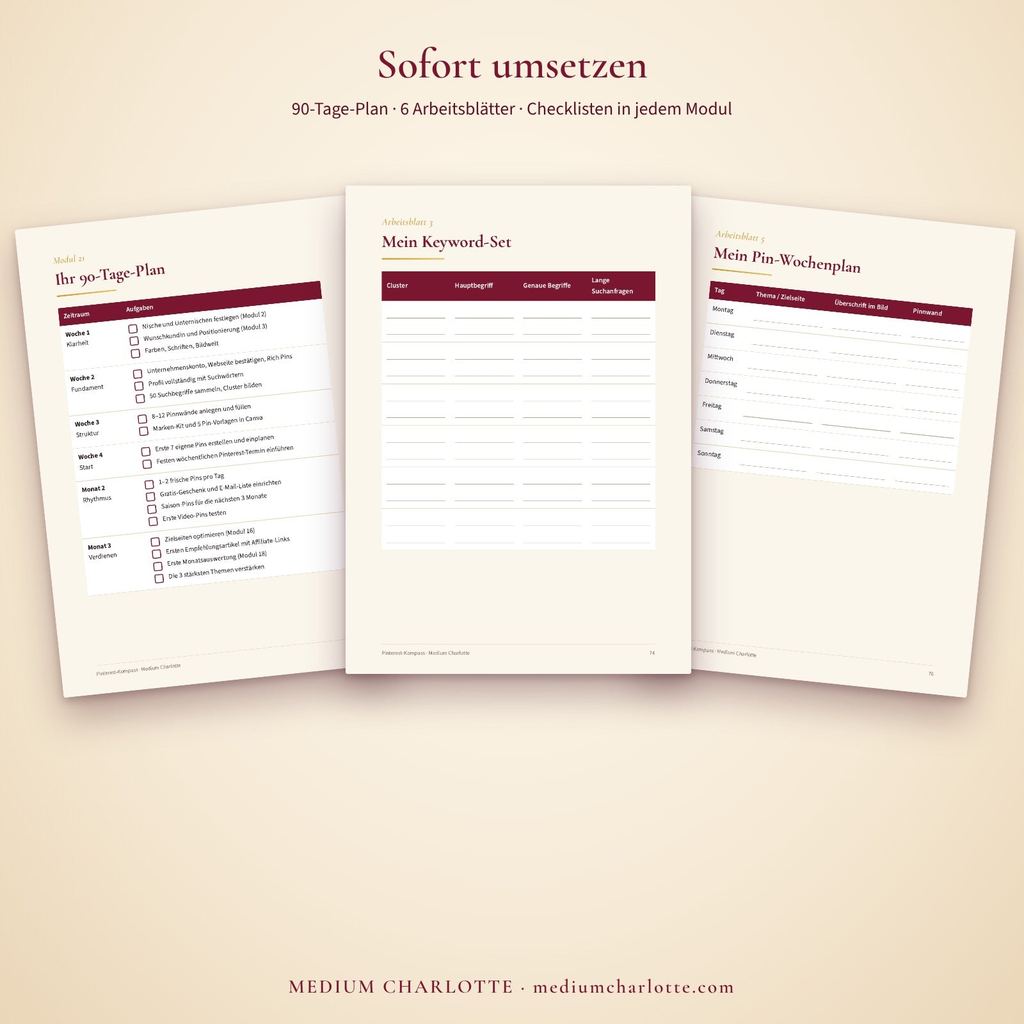 Sofort umsetzen
90-Tage-Plan · 6 Arbeitsblätter · Checklisten in jedem Modul
Modul 21
Ihr 90-Tage-Plan
Zeitraum Aufgaben
Woche 1
Klarheit
Nische und Unternischen festlegen (Modul 2)
Wunschkundin und Positionierung (Modul 3)
Farben, Schriften, Bildwelt
Woche 2
Fundament
Unternehmenskonto, Webseite bestätigen, Rich Pins
Profil vollständig mit Suchwörtern
50 Suchbegriffe sammeln, Cluster bilden
Woche 3
Struktur
8–12 Pinnwände anlegen und füllen
Marken-Kit und 5 Pin-Vorlagen in Canva
Woche 4
Start
Erste 7 eigene Pins erstellen und einplanen
Festen wöchentlichen Pinterest-Termin einführen
Monat 2
Rhythmus
1–2 frische Pins pro Tag
Gratis-Geschenk und E-Mail-Liste einrichten
Saison-Pins für die nächsten 3 Monate
Erste Video-Pins testen
Monat 3
Verdienen
Zielseiten optimieren (Modul 16)
Ersten Empfehlungsartikel mit Affiliate-Links
Erste Monatsauswertung (Modul 18)
Die 3 stärksten Themen verstärken
Pinterest-Kompass · Medium Charlotte
Arbeitsblatt 3
Mein Keyword-Set
Cluster Hauptbegriff Genaue Begriffe Lange
Suchanfragen
Pinterest-Kompass · Medium Charlotte 74
Arbeitsblatt 5
Mein Pin-Wochenplan
Tag Thema / Zielseite Überschrift im Bild Pinnwand
Montag
Dienstag
Mittwoch
Donnerstag
Freitag
Samstag
Sonntag
-Kompass · Medium Charlotte 76
MEDIUM CHARLOTTE · mediumcharlotte.com